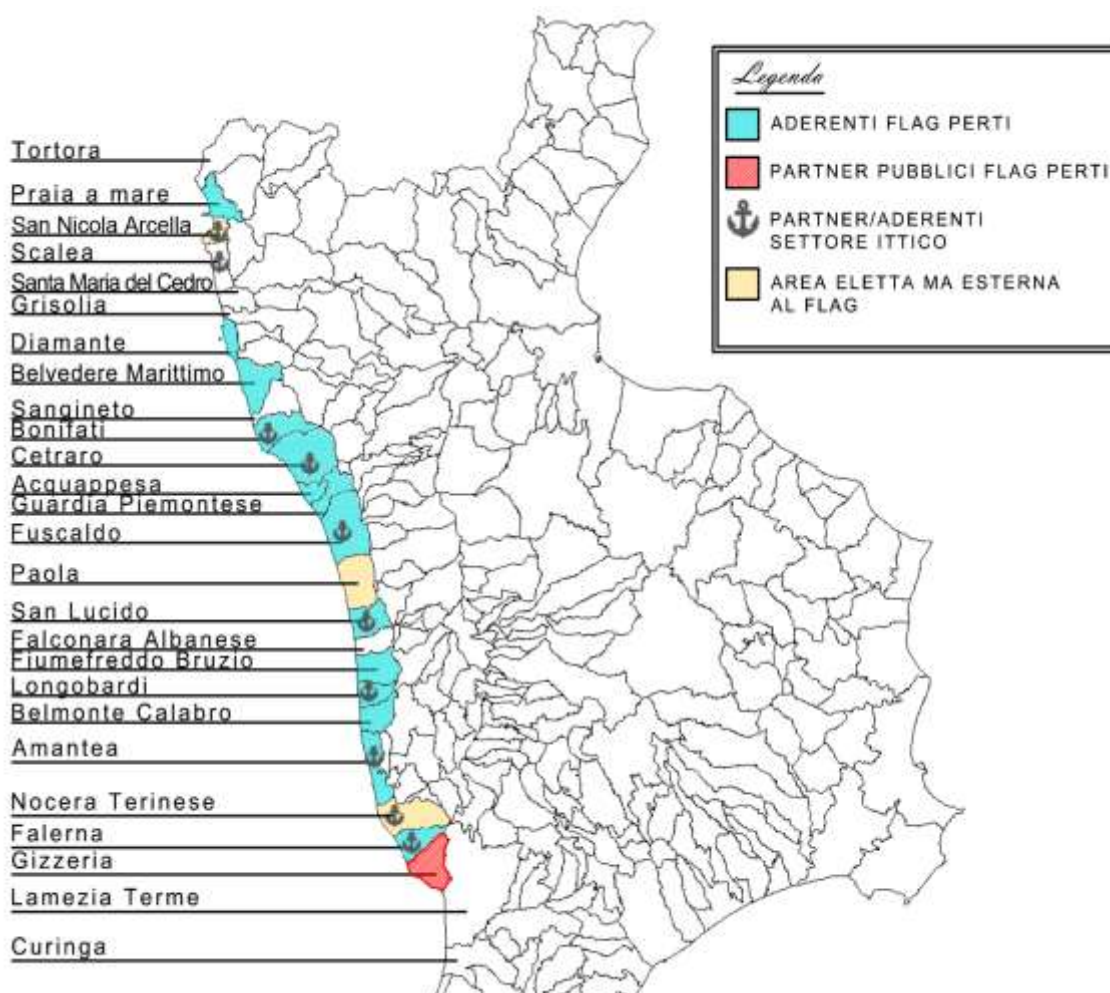 Tortora
Praia a mare
San Nicola Arcella
Scalea
Santa Maria del Cedro
Grisolia
Diamante
Belvedere Marittimo
Sangineto
Bonifati
Cetraro
Acquappesa
Guardia Piemontese
Fuscaldo
Paola
San Lucido
Falconara Albanese
Fiumefreddo Bruzio
Longobardi
Belmonte Calabro
Amantea
Nocera Terinese
Falerna
Gizzeria
Lamezia Terme
Curinga
Legenda
ADERENTI FLAG PERTI
PARTNER PUBBLICI FLAG PERTI
PARTNER/ADERENTI
SETTORE ITTICO
AREA ELETTA MA ESTERNA
AL FLAG